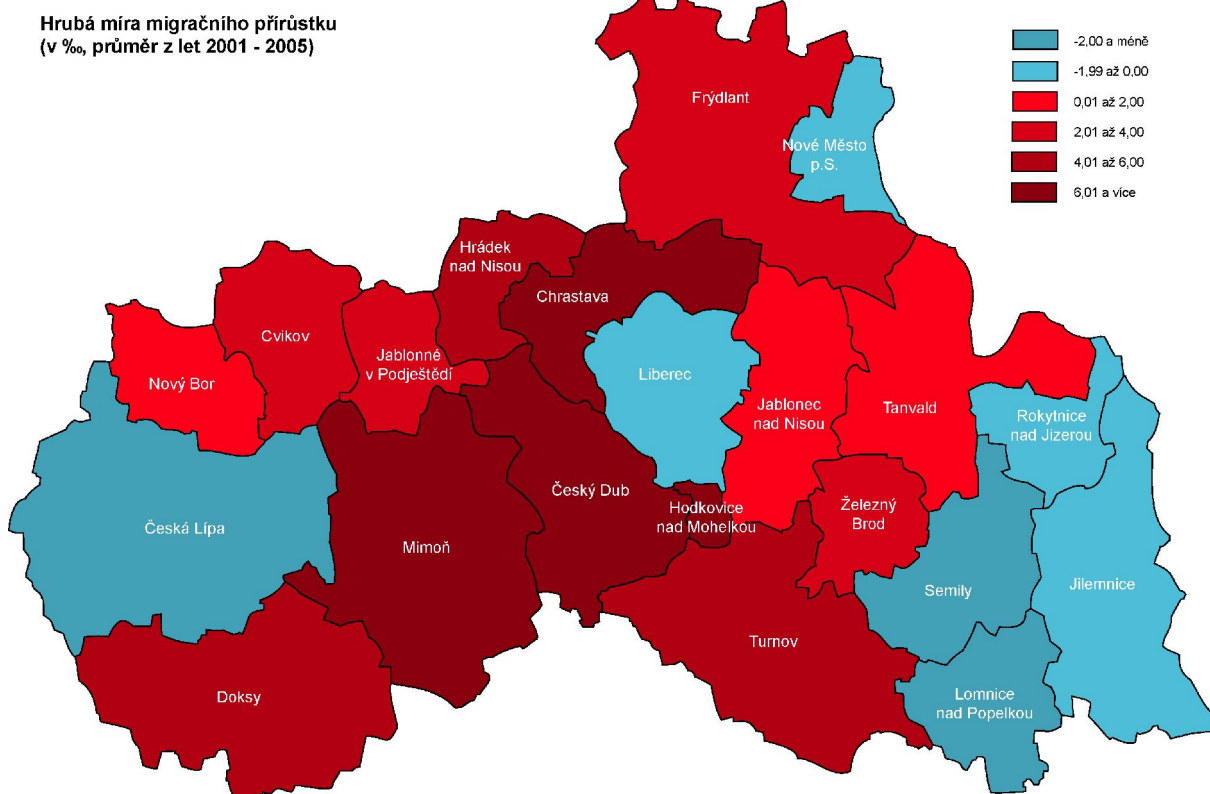 Hrubá míra migračního přírůstku
(v ‰, průměr z let 2001 - 2005)
-2,00 a méně
-1,99 až 0,00
0,01 až 2,00
2,01 až 4,00
4,01 až 6,00
6,01 a více
Frýdlant
Nové Město
p.S.
Hrádek
nad Nisou
Chrastava
Cvikov
Jablonné
v Podještědí
Nový Bor
Liberec
Jablonec
nad Nisou
Tanvald
Rokytnice
nad Jizerou
Český Dub
Hodkovice
nad Mohelkou
Železný
Brod
Česká Lípa
Mimoň
Semily
Jilemnice
Turnov
Doksy
Lomnice
nad Popelkou